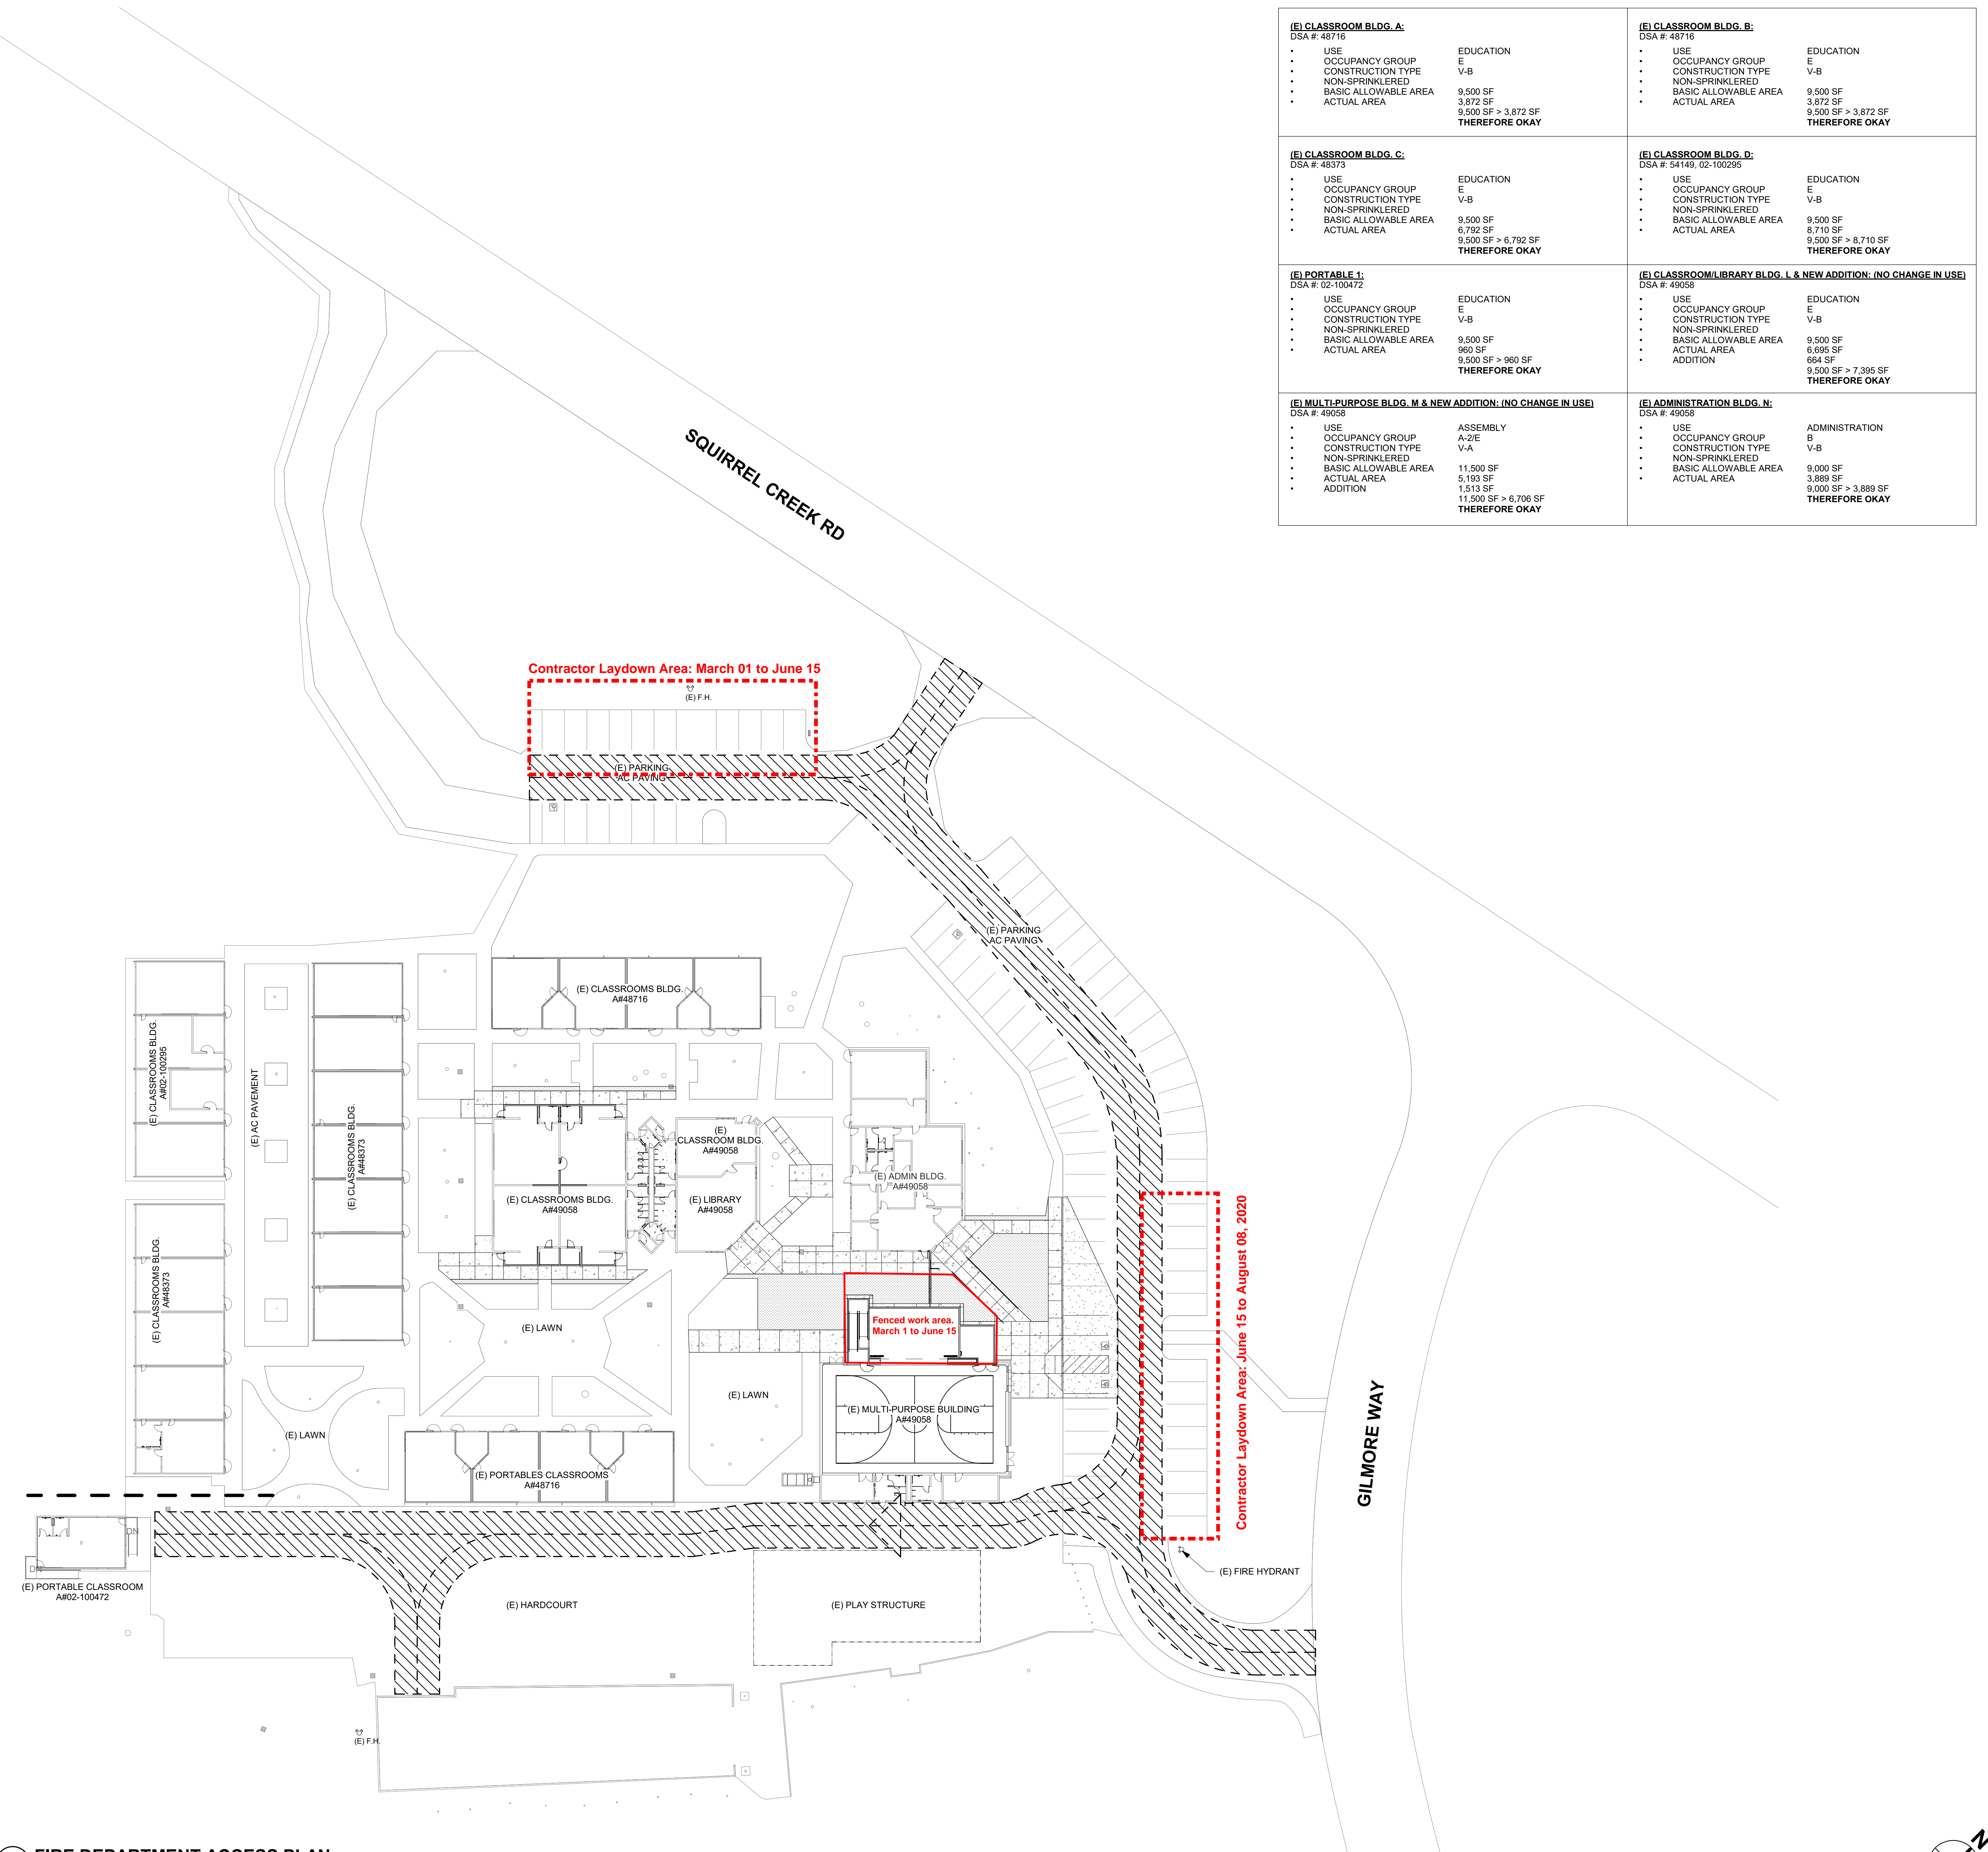 (E) CLASSROOM BLDG. A:
DSA #: 48716
• USE EDUCATION
• OCCUPANCY GROUP E
• CONSTRUCTION TYPE V-B
• NON-SPRINKLERED
• BASIC ALLOWABLE AREA 9,500 SF
• ACTUAL AREA 3,872 SF
9,500 SF > 3,872 SF
THEREFORE OKAY
(E) CLASSROOM BLDG. B:
DSA #: 48716
• USE EDUCATION
• OCCUPANCY GROUP E
• CONSTRUCTION TYPE V-B
• NON-SPRINKLERED
• BASIC ALLOWABLE AREA 9,500 SF
• ACTUAL AREA 3,872 SF
9,500 SF > 3,872 SF
THEREFORE OKAY
(E) CLASSROOM BLDG. C:
DSA #: 48373
• USE EDUCATION
• OCCUPANCY GROUP E
• CONSTRUCTION TYPE V-B
• NON-SPRINKLERED
• BASIC ALLOWABLE AREA 9,500 SF
• ACTUAL AREA 6,792 SF
9,500 SF > 6,792 SF
THEREFORE OKAY
(E) CLASSROOM BLDG. D:
DSA #: 54149, 02-100295
• USE EDUCATION
• OCCUPANCY GROUP E
• CONSTRUCTION TYPE V-B
• NON-SPRINKLERED
• BASIC ALLOWABLE AREA 9,500 SF
• ACTUAL AREA 8,710 SF
9,500 SF > 8,710 SF
THEREFORE OKAY
(E) PORTABLE 1:
DSA #: 02-100472
• USE EDUCATION
• OCCUPANCY GROUP E
• CONSTRUCTION TYPE V-B
• NON-SPRINKLERED
• BASIC ALLOWABLE AREA 9,500 SF
• ACTUAL AREA 960 SF
9,500 SF > 960 SF
THEREFORE OKAY
(E) CLASSROOM/LIBRARY BLDG. L & NEW ADDITION: (NO CHANGE IN USE)
DSA #: 49058
• USE EDUCATION
• OCCUPANCY GROUP E
• CONSTRUCTION TYPE V-B
• NON-SPRINKLERED
• BASIC ALLOWABLE AREA 9,500 SF
• ACTUAL AREA 6,695 SF
• ADDITION 664 SF
9,500 SF > 7,395 SF
THEREFORE OKAY
(E) MULTI-PURPOSE BLDG. M & NEW ADDITION: (NO CHANGE IN USE)
DSA #: 49058
• USE ASSEMBLY
• OCCUPANCY GROUP A-2/E
• CONSTRUCTION TYPE V-A
• NON-SPRINKLERED
• BASIC ALLOWABLE AREA 11,500 SF
• ACTUAL AREA 5,193 SF
• ADDITION 1,513 SF
11,500 SF > 6,706 SF
THEREFORE OKAY
(E) ADMINISTRATION BLDG. N:
DSA #: 49058
• USE ADMINISTRATION
• OCCUPANCY GROUP B
• CONSTRUCTION TYPE V-B
• NON-SPRINKLERED
• BASIC ALLOWABLE AREA 9,000 SF
• ACTUAL AREA 3,889 SF
9,000 SF > 3,889 SF
THEREFORE OKAY
SQUIRREL CREEK RD
Contractor Laydown Area: March 01 to June 15
(E) F.H.
(E) PARKING
AC PAVING
(E) PARKING
AC PAVING
(E) CLASSROOMS BLDG.
A#48716
(E) CLASSROOMS BLDG.
A#02-100295
(E) AC PAVEMENT
(E) CLASSROOMS BLDG.
A#48373
(E)
CLASSROOM BLDG.
A#49058
(E) ADMIN BLDG.
A#49058
(E) CLASSROOMS BLDG.
A#49058
(E) LIBRARY
A#49058
(E) CLASSROOMS BLDG.
A#48373
Contractor Laydown Area: June 15 to August 08, 2020
Fenced work area.
March 1 to June 15
(E) LAWN
(E) LAWN
(E) MULTI-PURPOSE BUILDING
A#49058
GILMORE WAY
(E) LAWN
(E) PORTABLES CLASSROOMS
A#48716
DN
DN
(E) PORTABLE CLASSROOM
A#02-100472
(E) FIRE HYDRANT
(E) HARDCOURT
(E) PLAY STRUCTURE
(E) F.H.
FIRE DEPARTMENT ACCESS PLAN
N